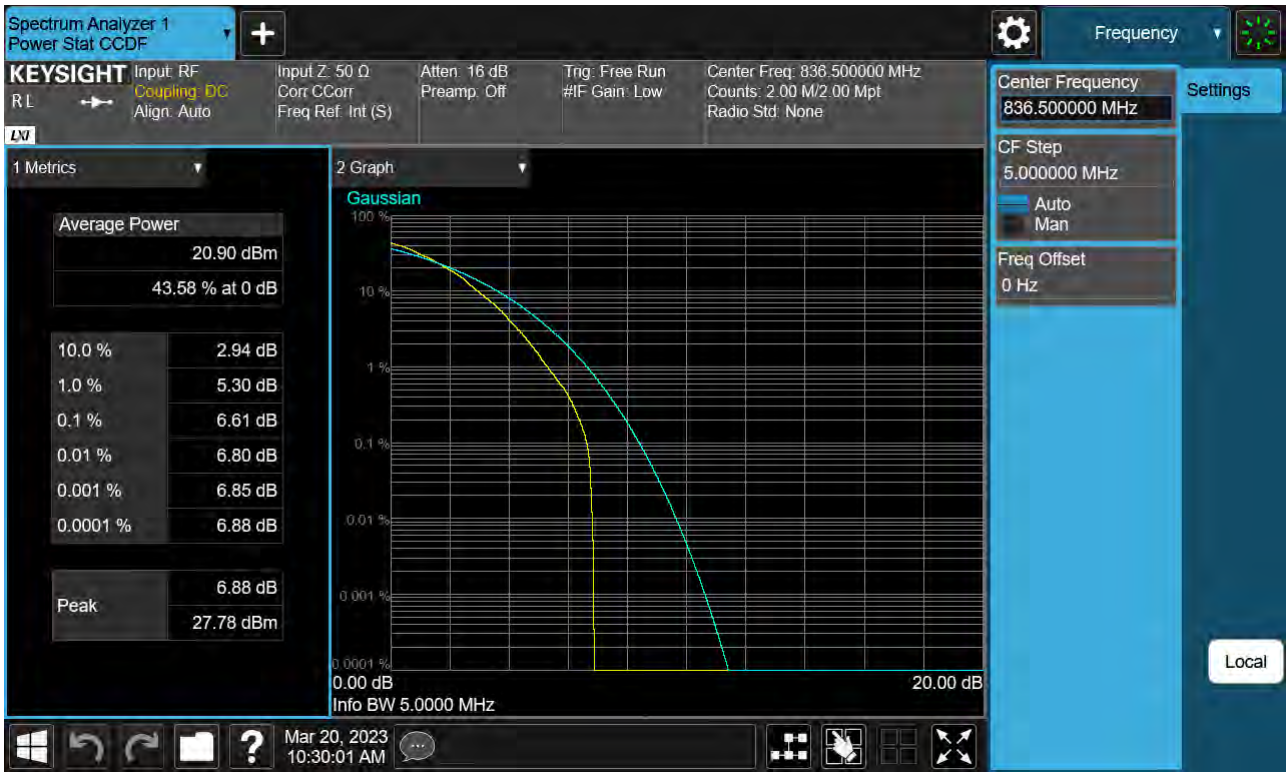 Spectrum Analyzer 1
Power Stat CCDF
Frequency
KEYSIGHT
RL
LXI
Input: RF
Coupling: DC
Align: Auto
Input Z: 50 Ω
Corr CCorr
Freq Ref: Int (S)
Atten: 16 dB
Preamp: Off
Trig: Free Run
#IF Gain: Low
Center Freq: 836.500000 MHz
Counts: 2.00 M/2.00 Mpt
Radio Std: None
Center Frequency
836.500000 MHz
Settings
CF Step
5.000000 MHz
Auto
Man
Freq Offset
0 Hz
Local
1 Metrics
Average Power
20.90 dBm
43.58 % at 0 dB
10.0 % 2.94 dB
1.0 % 5.30 dB
0.1 % 6.61 dB
0.01 % 6.80 dB
0.001 % 6.85 dB
0.0001 % 6.88 dB
Peak
6.88 dB
27.78 dBm
2 Graph
Gaussian
100 %
10 %
1 %
0.1 %
0.01 %
0.001 %
0.0001 %
0.00 dB 20.00 dB
Info BW 5.0000 MHz
Mar 20, 2023
10:30:01 AM